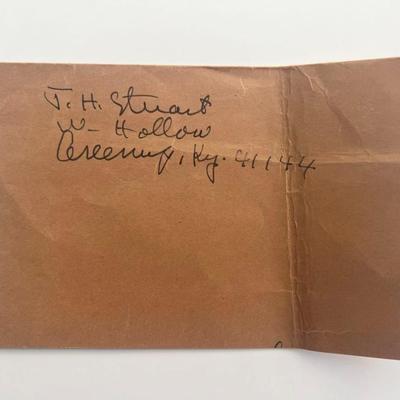 J. H. Stuart
W- Hollow
Greenup, Ky. 41144